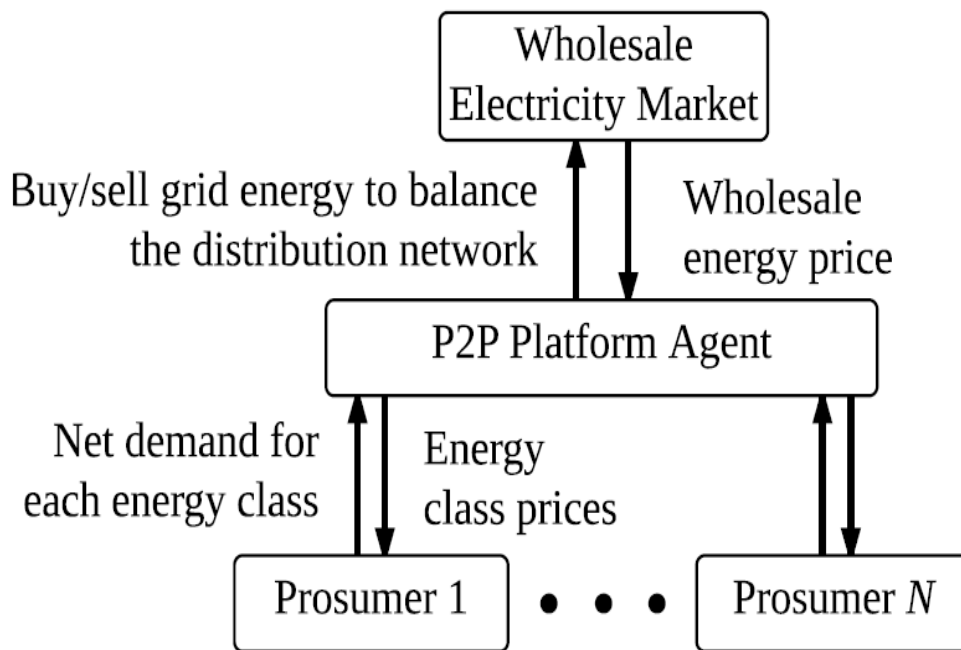 Wholesale
Electricity Market
Buy/sell grid energy to balance
the distribution network
Wholesale
energy price
P2P Platform Agent
Net demand for
each energy class
Energy
class prices
Prosumer 1
Prosumer N